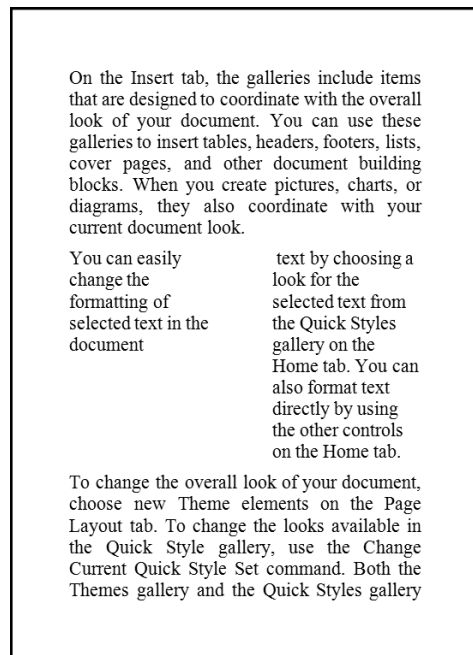 On the Insert tab, the galleries include items
that are designed to coordinate with the overall
look of your document. You can use these
galleries to insert tables, headers, footers, lists,
cover pages, and other document building
blocks. When you create pictures, charts, or
diagrams, they also coordinate with your
current document look.
You can easily
change the
formatting of
selected text in the
document
text by choosing a
look for the
selected text from
the Quick Styles
gallery on the
Home tab. You can
also format text
directly by using
the other controls
on the Home tab.
To change the overall look of your document,
choose new Theme elements on the Page
Layout tab. To change the looks available in
the Quick Style gallery, use the Change
Current Quick Style Set command. Both the
Themes gallery and the Quick Styles gallery